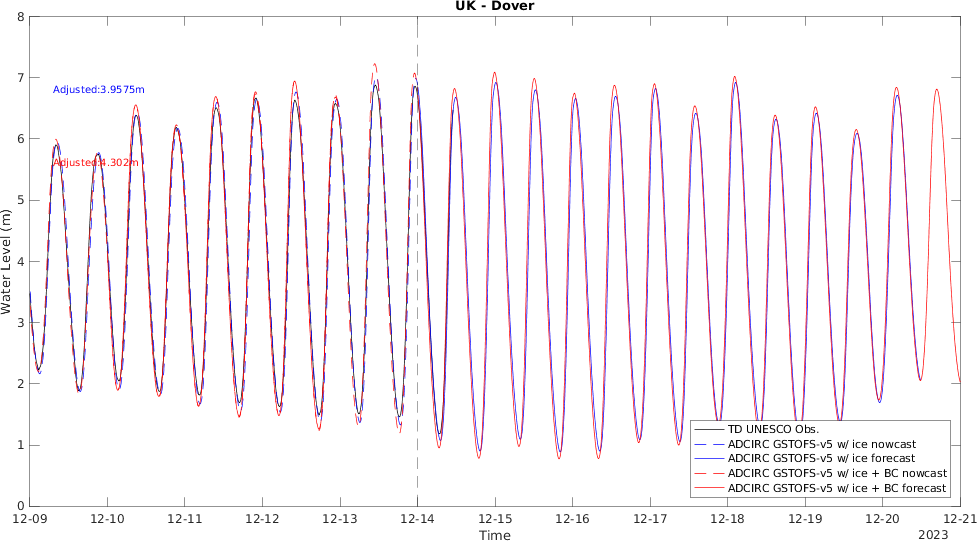 UK - Dover
8
7
6
5
4
3
2
1
0
Water Level (m)
Adjusted:3.9575m
Adjusted:4.302m
TD UNESCO Obs.
ADCIRC GSTOFS-v5 w/ ice nowcast
ADCIRC GSTOFS-v5 w/ ice forecast
ADCIRC GSTOFS-v5 w/ ice + BC nowcast
ADCIRC GSTOFS-v5 w/ ice + BC forecast
12-09 12-10 12-11 12-12 12-13 12-14 12-15 12-16 12-17 12-18 12-19 12-20 12-21
Time
2023